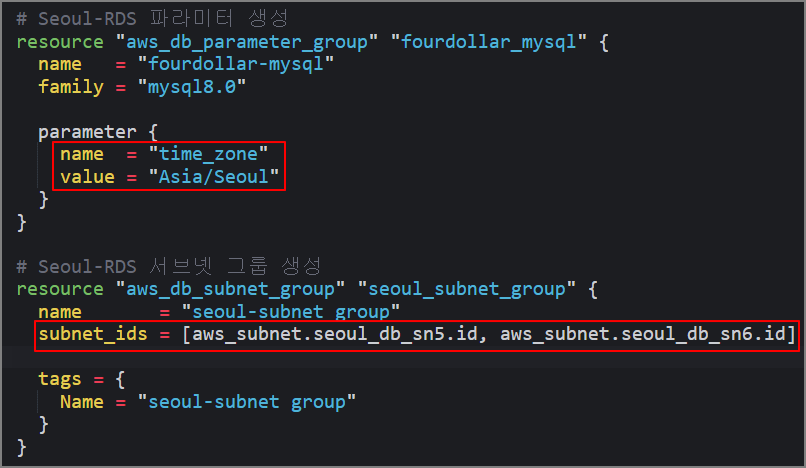 # Seoul-RDS 파라미터 생성
resource "aws_db_parameter_group" "fourdollar_mysql" {
  name   = "fourdollar-mysql"
  family = "mysql8.0"

  parameter {
    name  = "time_zone"
    value = "Asia/Seoul"
  }
}

# Seoul-RDS 서브넷 그룹 생성
resource "aws_db_subnet_group" "seoul_subnet_group" {
  name       = "seoul-subnet group"
  subnet_ids = [aws_subnet.seoul_db_sn5.id, aws_subnet.seoul_db_sn6.id]

  tags = {
    Name = "seoul-subnet group"
  }
}